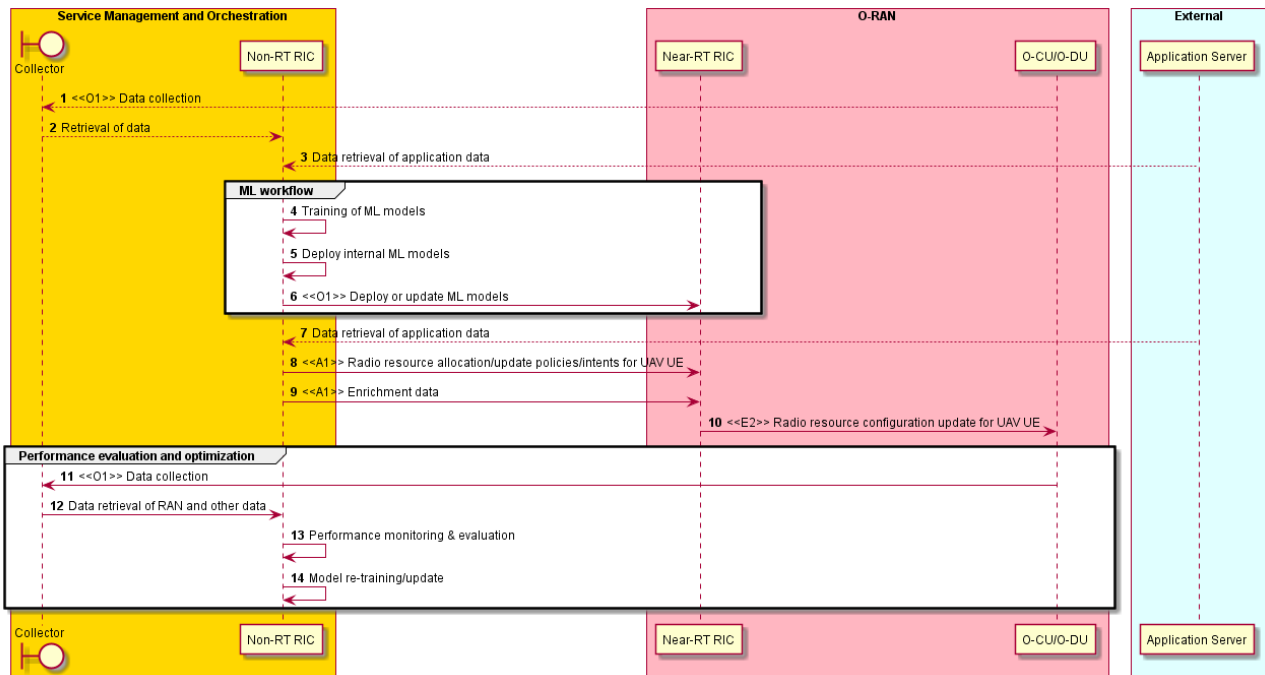 Service Management and Orchestration
O-RAN
External
Collector
Non-RT RIC
Near-RT RIC
O-CU/O-DU
Application Server
1 <<O1>> Data collection
2 Retrieval of data
3 Data retrieval of application data
ML workflow
4 Training of ML models
5 Deploy internal ML models
6 <<O1>> Deploy or update ML models
7 Data retrieval of application data
8 <<A1>> Radio resource allocation/update policies/intents for UAV UE
9 <<A1>> Enrichment data
10 <<E2>> Radio resource configuration update for UAV UE
Performance evaluation and optimization
11 <<O1>> Data collection
12 Data retrieval of RAN and other data
13 Performance monitoring & evaluation
14 Model re-training/update
Collector
Non-RT RIC
Near-RT RIC
O-CU/O-DU
Application Server